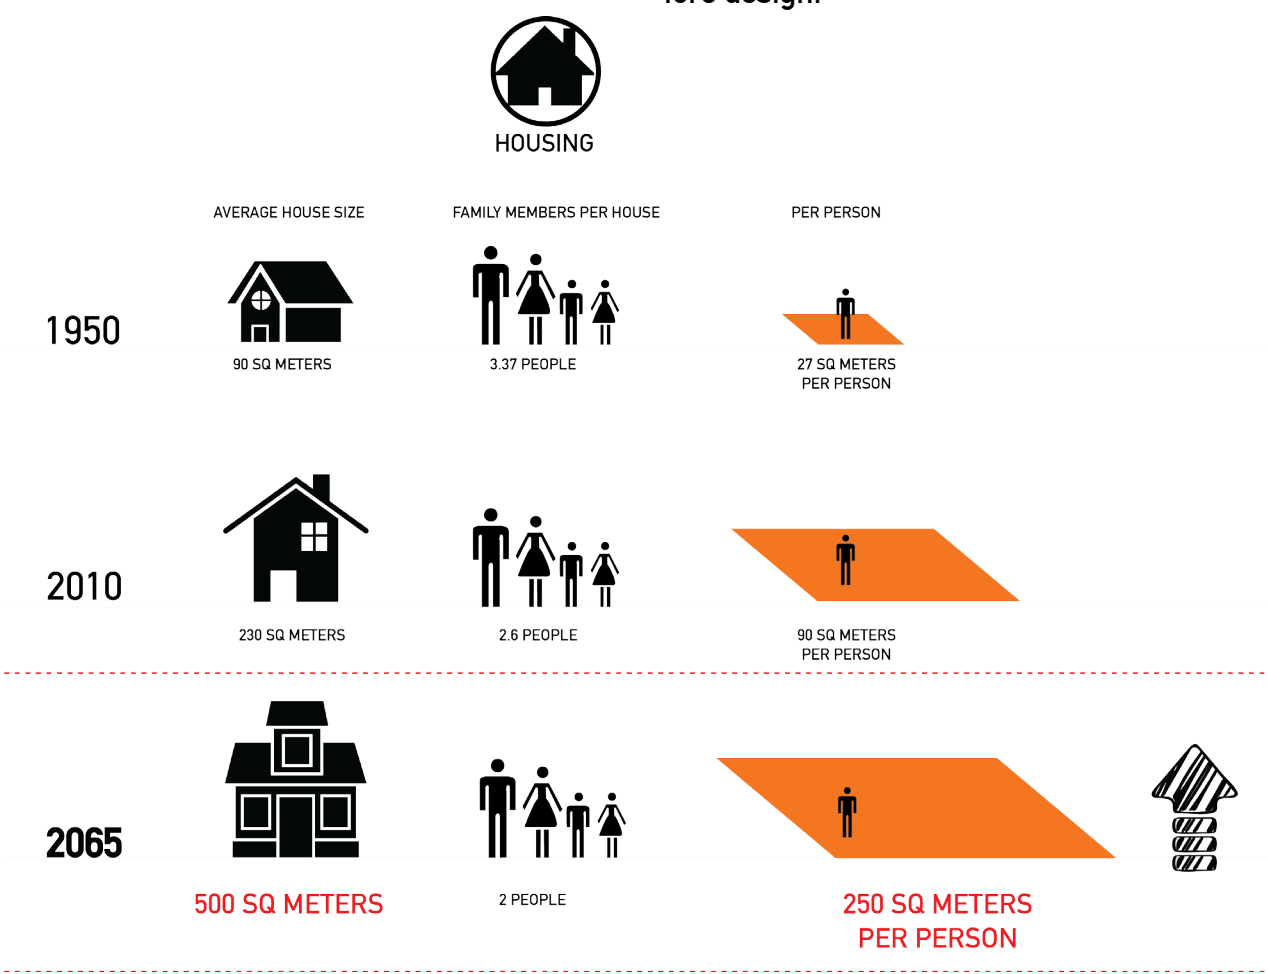 HOUSING
AVERAGE HOUSE SIZE
FAMILY MEMBERS PER HOUSE
PER PERSON
1950
90 SQ METERS
3.37 PEOPLE
27 SQ METERS
PER PERSON
2010
230 SQ METERS
2.6 PEOPLE
90 SQ METERS
PER PERSON
2065
500 SQ METERS
2 PEOPLE
250 SQ METERS
PER PERSON